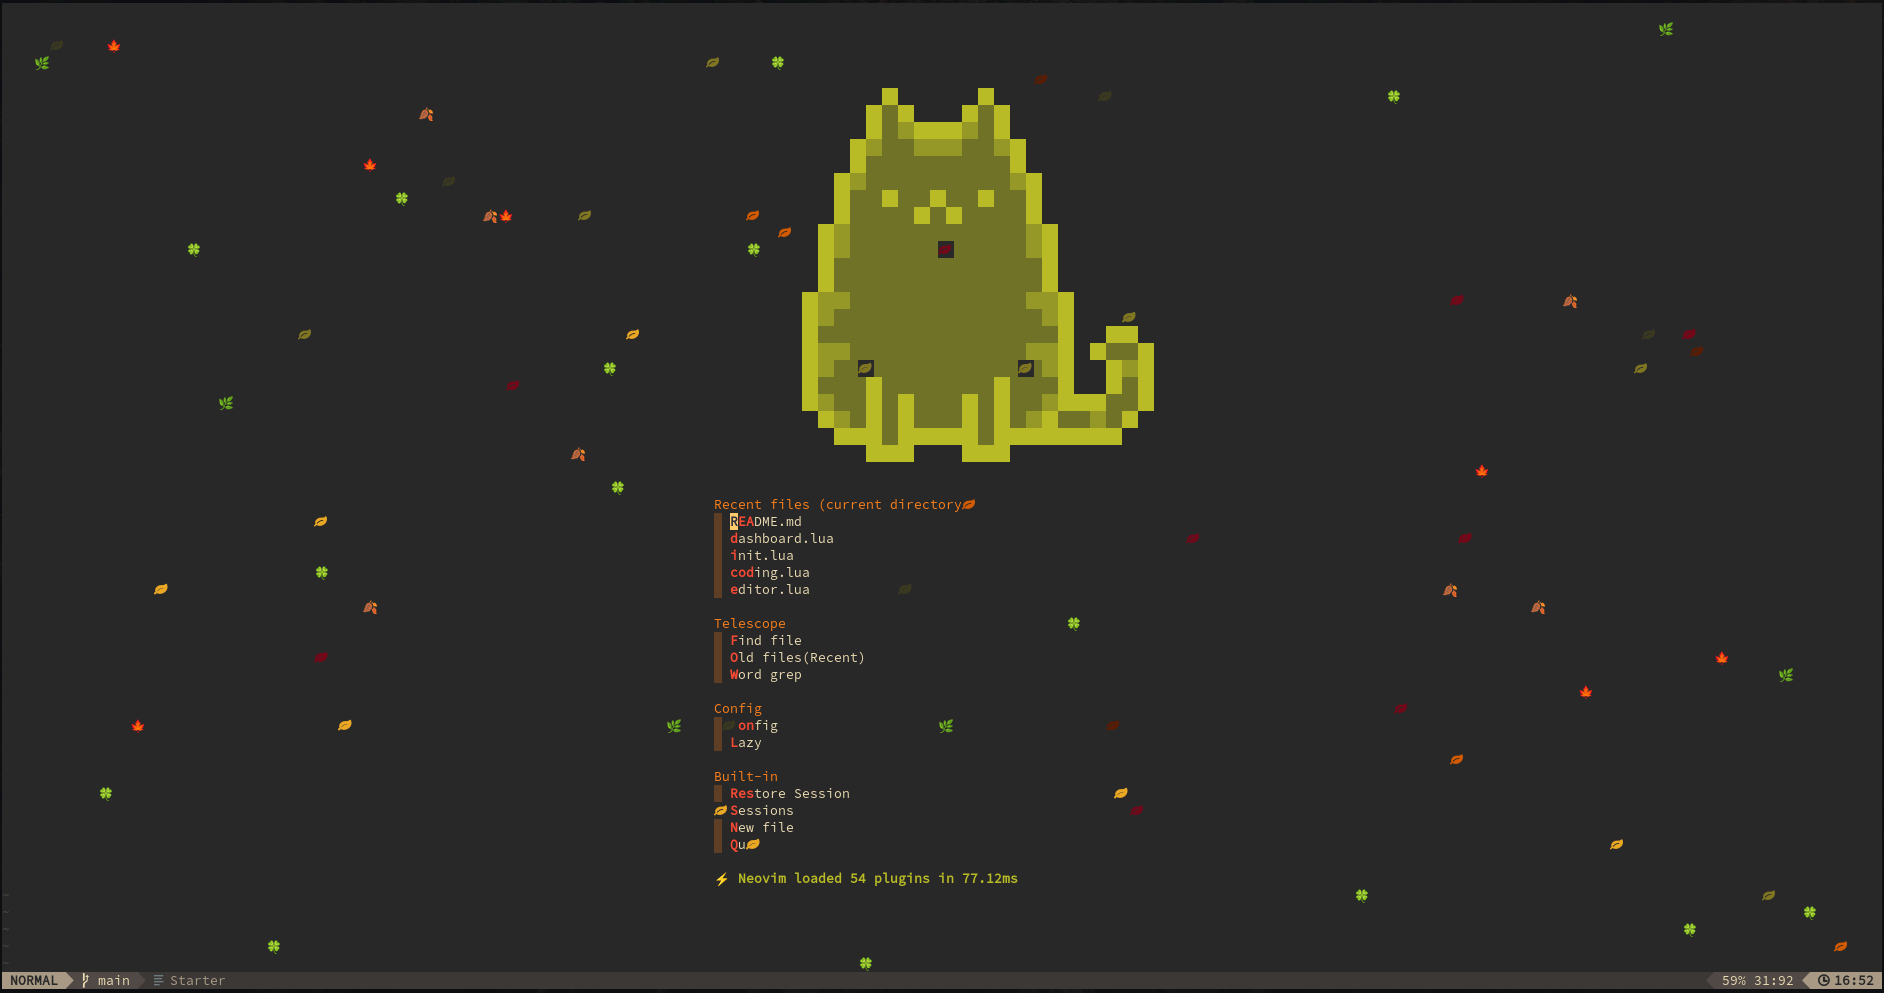 Recent files (current directory
README.md
dashboard.lua
init.lua
coding.lua
editor.lua
Telescope
Find file
Old files(Recent)
Word grep
Config
onfig
Lazy
Built-in
Restore Session
Sessions
New file
Qu
⚡ Neovim loaded 54 plugins in 77.12ms
~
~
~
~
~
NORMAL main Starter 59% 31:92 16:52